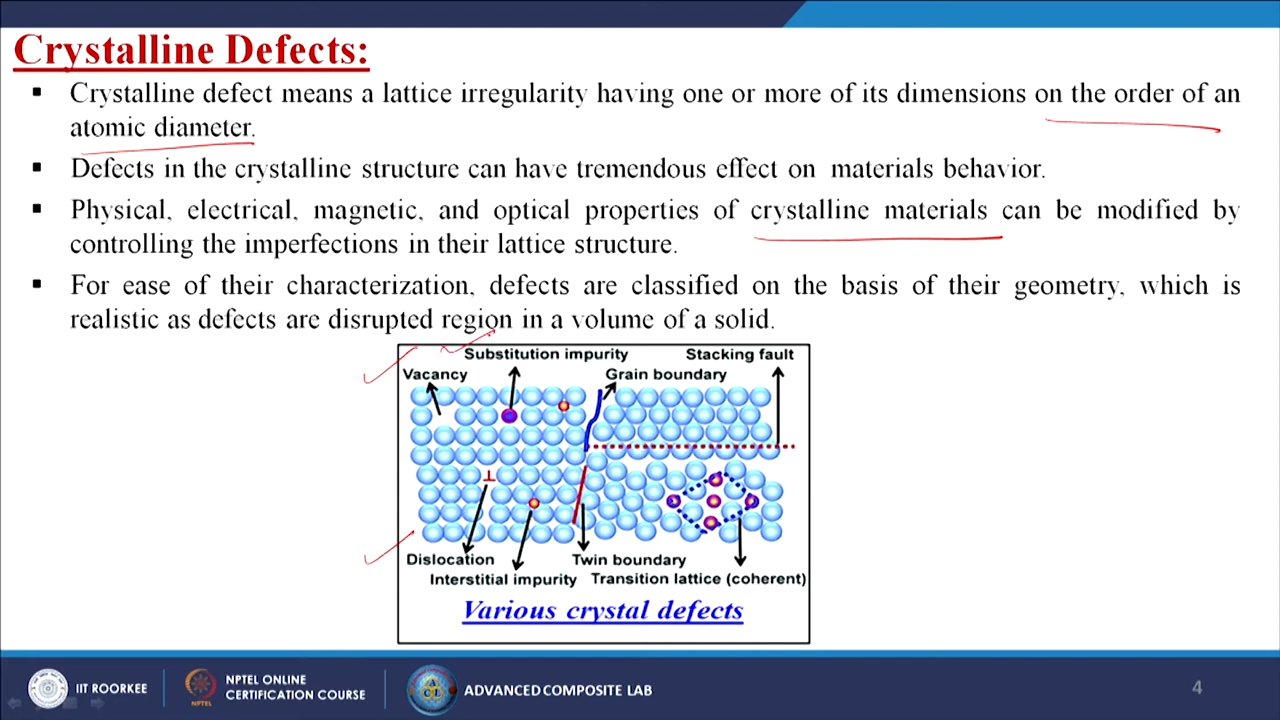 Crystalline Defects:
▪ Crystalline defect means a lattice irregularity having one or more of its dimensions on the order of an
atomic diameter.
▪ Defects in the crystalline structure can have tremendous effect on materials behavior.
▪ Physical, electrical, magnetic, and optical properties of crystalline materials can be modified by
controlling the imperfections in their lattice structure.
▪ For ease of their characterization, defects are classified on the basis of their geometry, which is
realistic as defects are disrupted region in a volume of a solid.
Substitution impurity Stacking fault
Vacancy Grain boundary
Dislocation Twin boundary
Interstitial impurity Transition lattice (coherent)
Various crystal defects
IIT ROORKEE
NPTEL
NPTEL ONLINE
CERTIFICATION COURSE
ACL
ADVANCED COMPOSITE LAB
4